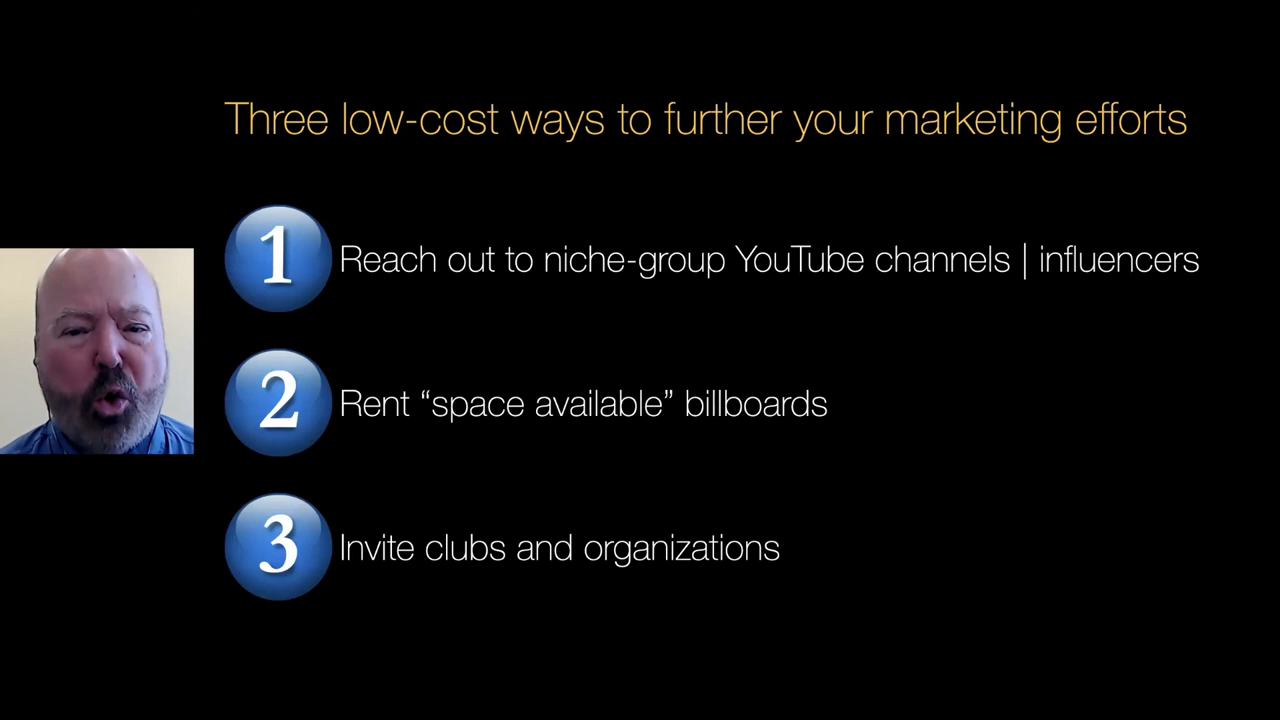 Three low-cost ways to further your marketing efforts
1 Reach out to niche-group YouTube channels | influencers
2 Rent “space available” billboards
3 Invite clubs and organizations